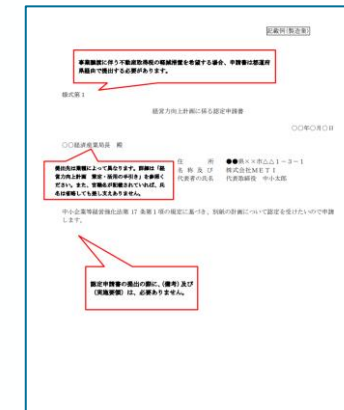 記載例(製造業)
事業譲渡に伴う不動産取得税の軽減措置を希望する場合、申請書は都道府
県経由で提出する必要があります。
様式第1
経営力向上計画に係る認定申請書
○○年○月○日
○○経済産業局長 殿
提出先は業種によって異なります。詳細は「経
営力向上計画 策定・活用の手引き」を参照く
ださい。また、官職名が記載されていれば、氏
名は省略しても差し支えありません。
住 所 ●●県××市△△1-3-1
名 称 及 び 株式会社METI
代表者の氏名 代表取締役 中小太郎
中小企業等経営強化法第 17 条第1項の規定に基づき、別紙の計画について認定を受けたいので申請
します。
認定申請書の提出の際に、(備考)及び
(実施要領)は、必要ありません。